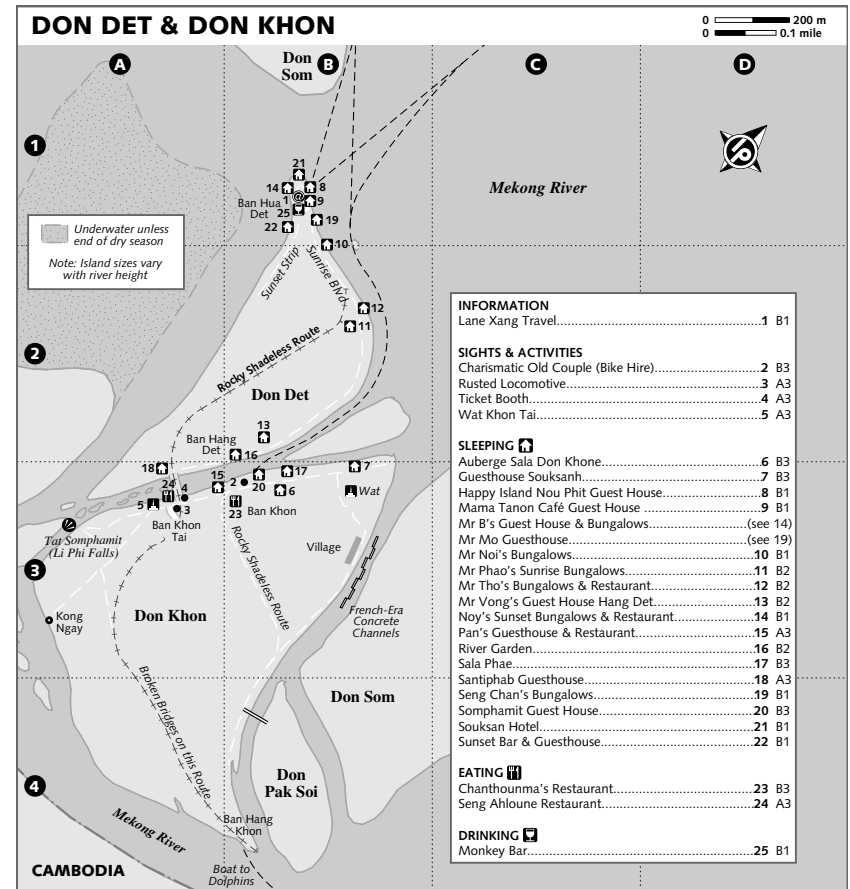 DON DET & DON KHON
0 200 m
0 0.1 mile
A
B
C
D
Don
Som
1
21
14
8
1
@
9
Ban Hua
Det
25
19
22
10
Mekong River
Underwater unless
end of dry season
Note: Island sizes vary
with river height
Sunset Strip
Sunrise Blvd
12
11
2
Rocky Shadeless Route
Don Det
13
Ban Hang
Det
16
18
24
4
15
2
20
17
7
6
5
3
23
Ban Khon
Wat
Ban Khon
Tai
Tat Somphamit
(Li Phi Falls)
Village
3
Rocky Shadeless Route
Kong
Ngay
Don Khon
French-Era
Concrete
Channels
Broken Bridges on this Route
Don Som
Don
Pak Soi
4
Mekong River
Ban Hang
Khon
CAMBODIA
Boat to
Dolphins
INFORMATION
Lane Xang Travel 1 B1
SIGHTS & ACTIVITIES
Charismatic Old Couple (Bike Hire) 2 B3
Rusted Locomotive 3 A3
Ticket Booth 4 A3
Wat Khon Tai 5 A3
SLEEPING
Auberge Sala Don Khone 6 B3
Guesthouse Souksanh 7 B3
Happy Island Nou Phit Guest House 8 B1
Mama Tanon Café Guest House 9 B1
Mr B's Guest House & Bungalows (see 14)
Mr Mo Guesthouse (see 19)
Mr Noi's Bungalows 10 B1
Mr Phao's Sunrise Bungalows 11 B2
Mr Tho's Bungalows & Restaurant 12 B2
Mr Vong's Guest House Hang Det 13 B2
Noy's Sunset Bungalows & Restaurant 14 B1
Pan's Guesthouse & Restaurant 15 A3
River Garden 16 B2
Sala Phae 17 B3
Santiphab Guesthouse 18 A3
Seng Chan's Bungalows 19 B1
Somphamit Guest House 20 B3
Souksan Hotel 21 B1
Sunset Bar & Guesthouse 22 B1
EATING
Chanthounma's Restaurant 23 B3
Seng Ahloune Restaurant 24 A3
DRINKING
Monkey Bar 25 B1